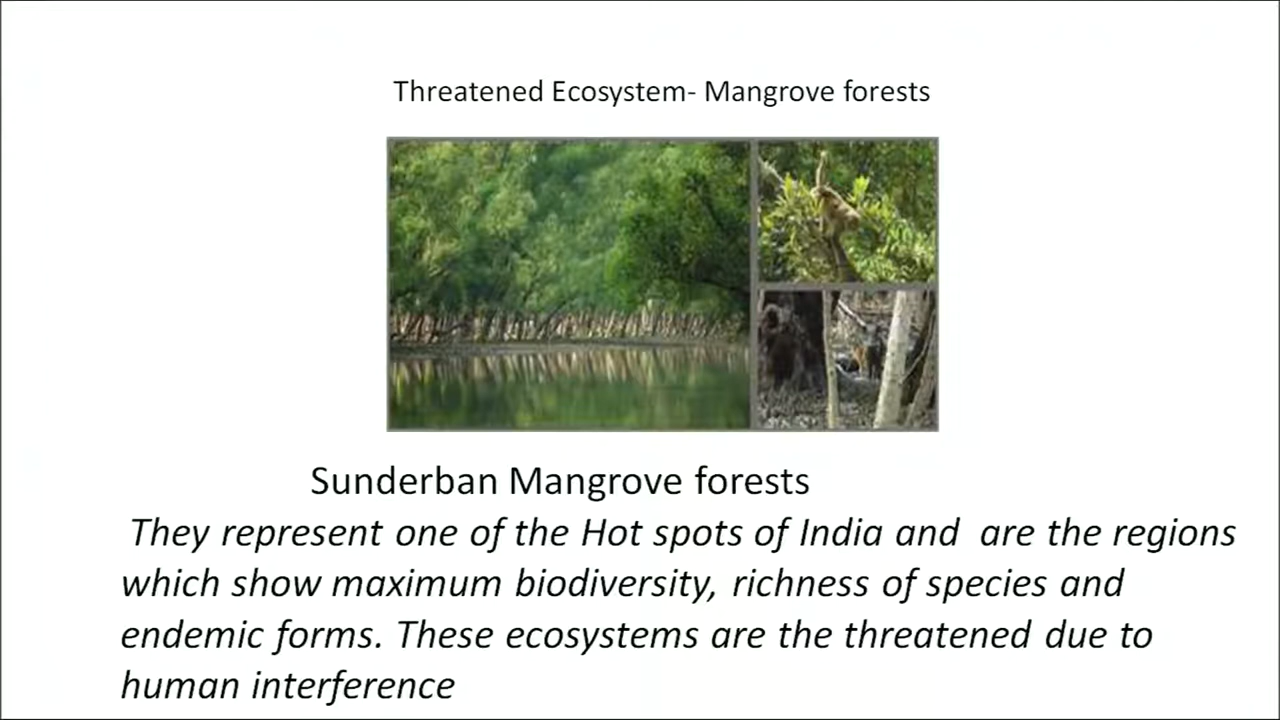 Threatened Ecosystem- Mangrove forests
Sunderban Mangrove forests
They represent one of the Hot spots of India and are the regions
which show maximum biodiversity, richness of species and
endemic forms. These ecosystems are the threatened due to
human interference